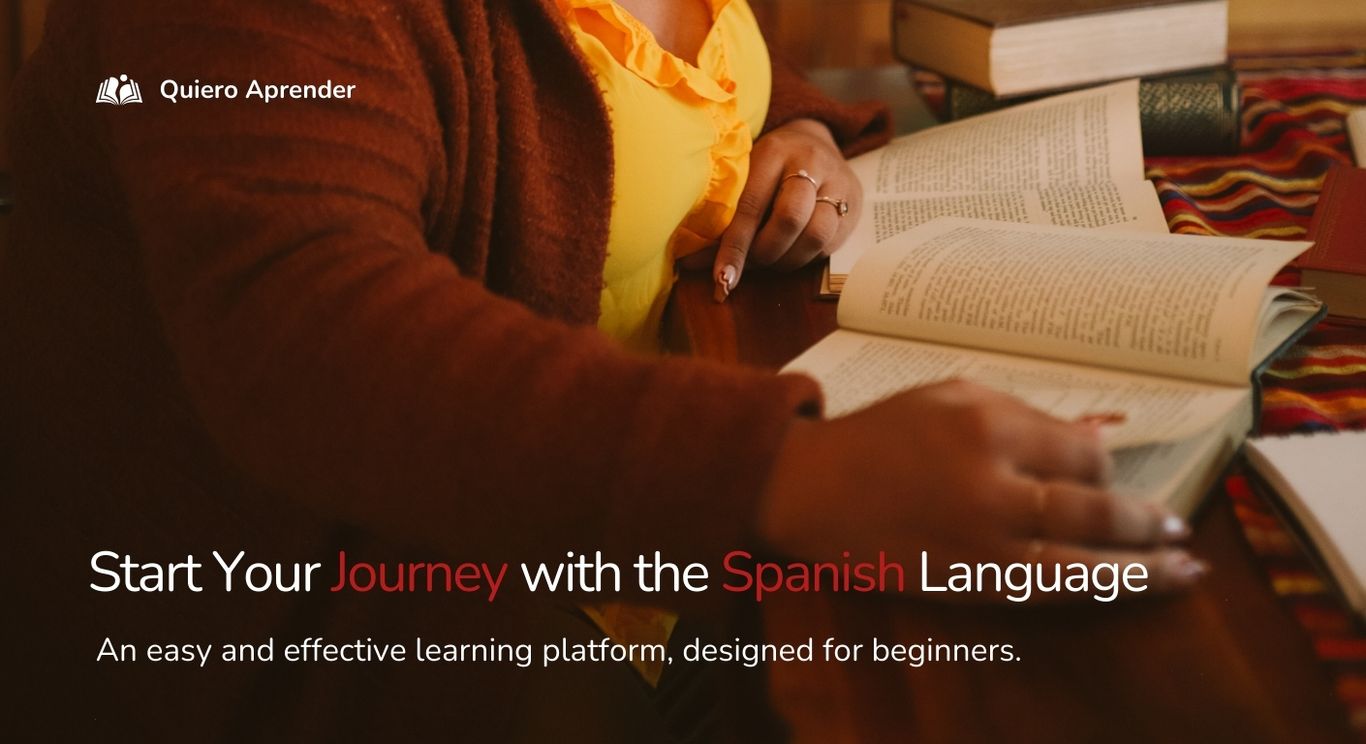 Quiero Aprender
Start Your Journey with the Spanish Language
An easy and effective learning platform, designed for beginners.